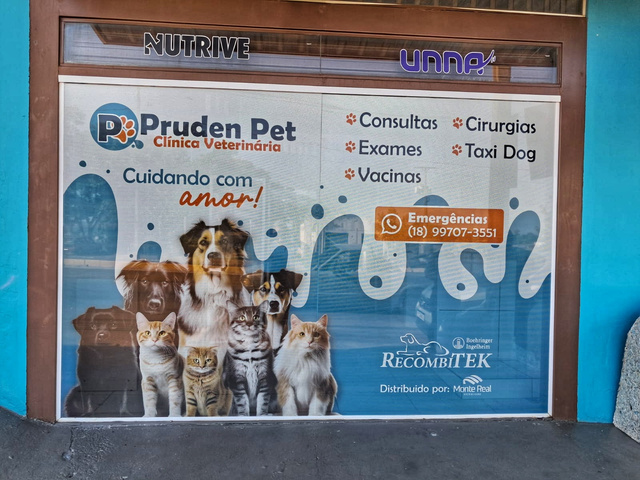 NUTRIVE
UNNA
Pruden Pet
Clínica Veterinária
Cuidando com
amor!
Consultas
Exames
Vacinas
Cirurgias
Taxi Dog
Emergências
(18) 99707-3551
Boehringer
Ingelheim
RECOMBITEK
Distribuido por: Monte Real